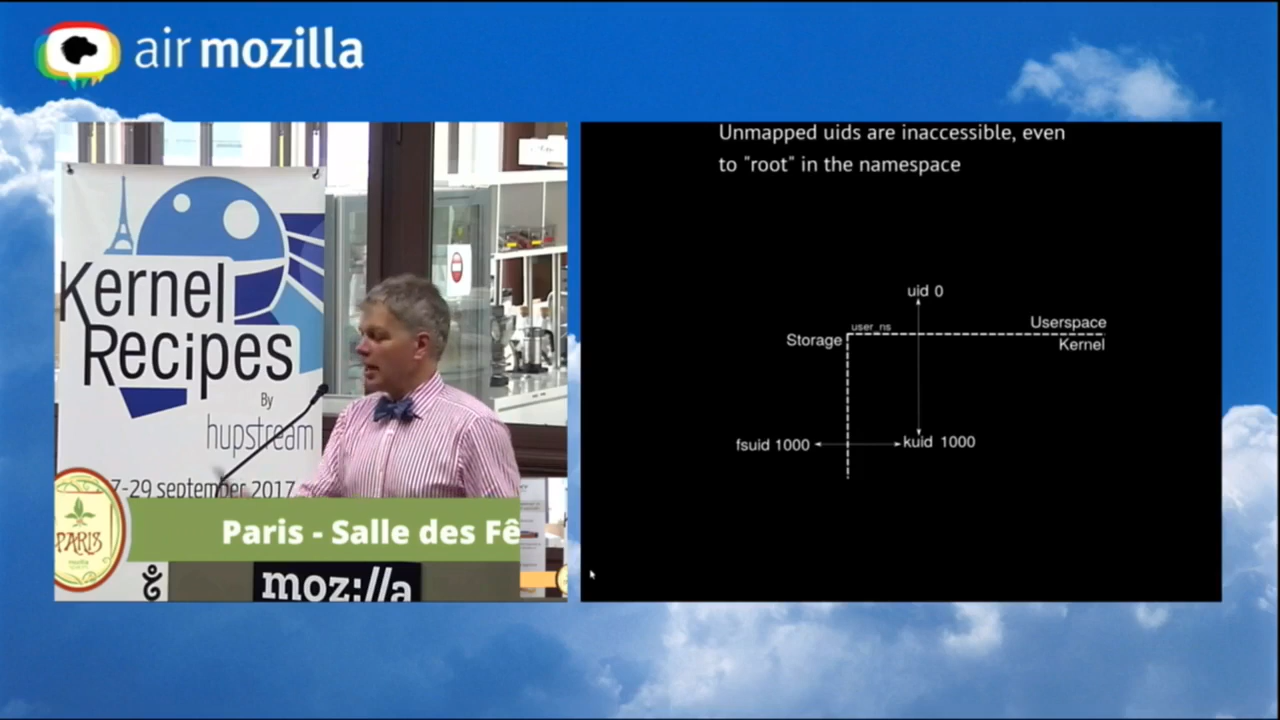 air mozilla
Kernel
Recipes
By
hupstream
7-29 september 2017
PARIS
mozilla
Paris - Salle des Fê
moz://a
Unmapped uids are inaccessible, even
to "root" in the namespace
uid 0
user_ns
Userspace
Storage
Kernel
fsuid 1000
kuid 1000